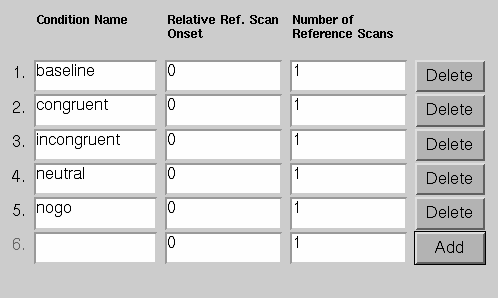 Condition Name Relative Ref. Scan Number of
Onset Reference Scans
1. baseline 0 1 Delete
2. congruent 0 1 Delete
3. incongruent 0 1 Delete
4. neutral 0 1 Delete
5. nogo 0 1 Delete
6. 0 1 Add